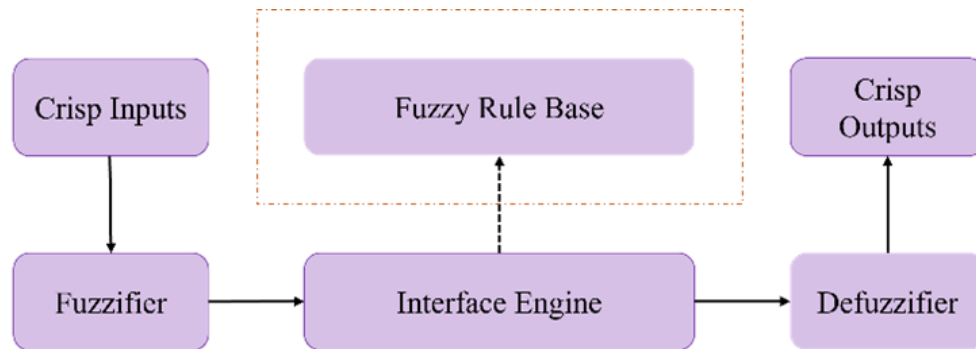 Crisp Inputs
Fuzzy Rule Base
Crisp
Outputs
Fuzzifier
Interface Engine
Defuzzifier